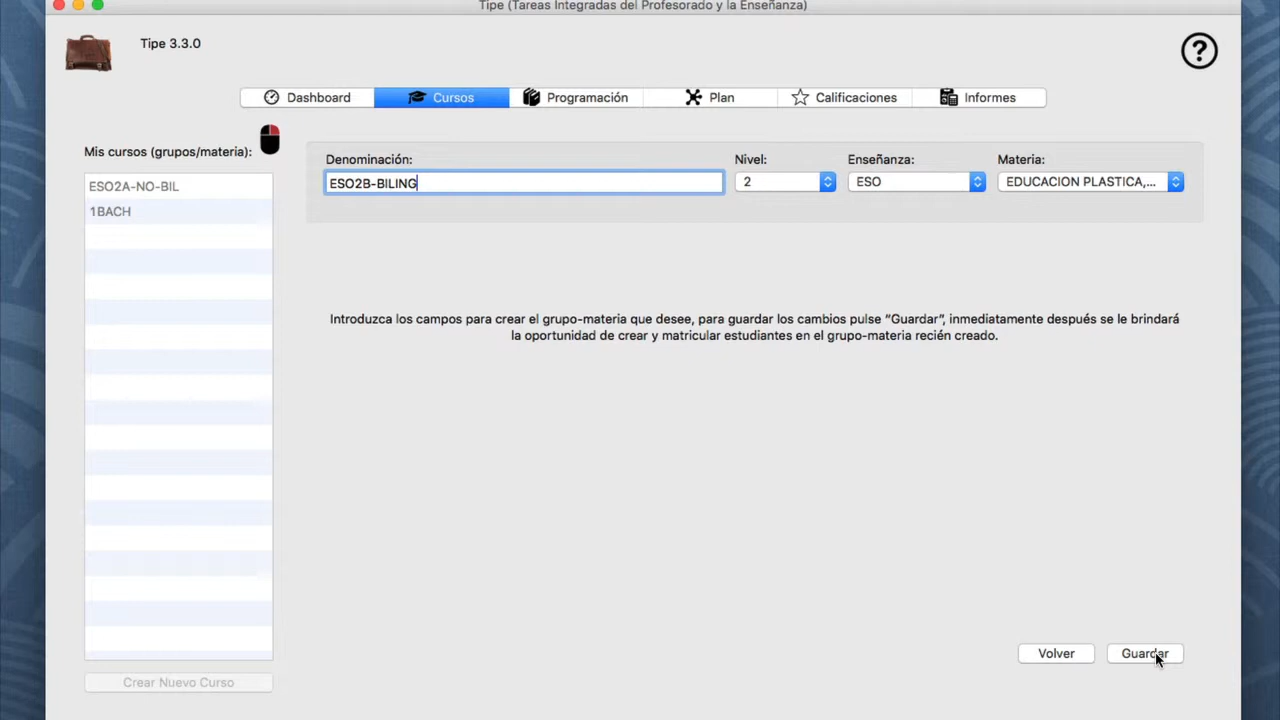 Tipe (Tareas Integradas del Profesorado y la Enseñanza)
Tipe 3.3.0
?
Dashboard
Cursos
Programación
Plan
Calificaciones
Informes
Mis cursos (grupos/materia):
ESO2A-NO-BIL
1BACH
Crear Nuevo Curso
Denominación:
ESO2B-BILING
Nivel:
2
Enseñanza:
ESO
Materia:
EDUCACION PLASTICA,...
Introduzca los campos para crear el grupo-materia que desee, para guardar los cambios pulse “Guardar”, inmediatamente después se le brindará
la oportunidad de crear y matricular estudiantes en el grupo-materia recién creado.
Volver
Guardar